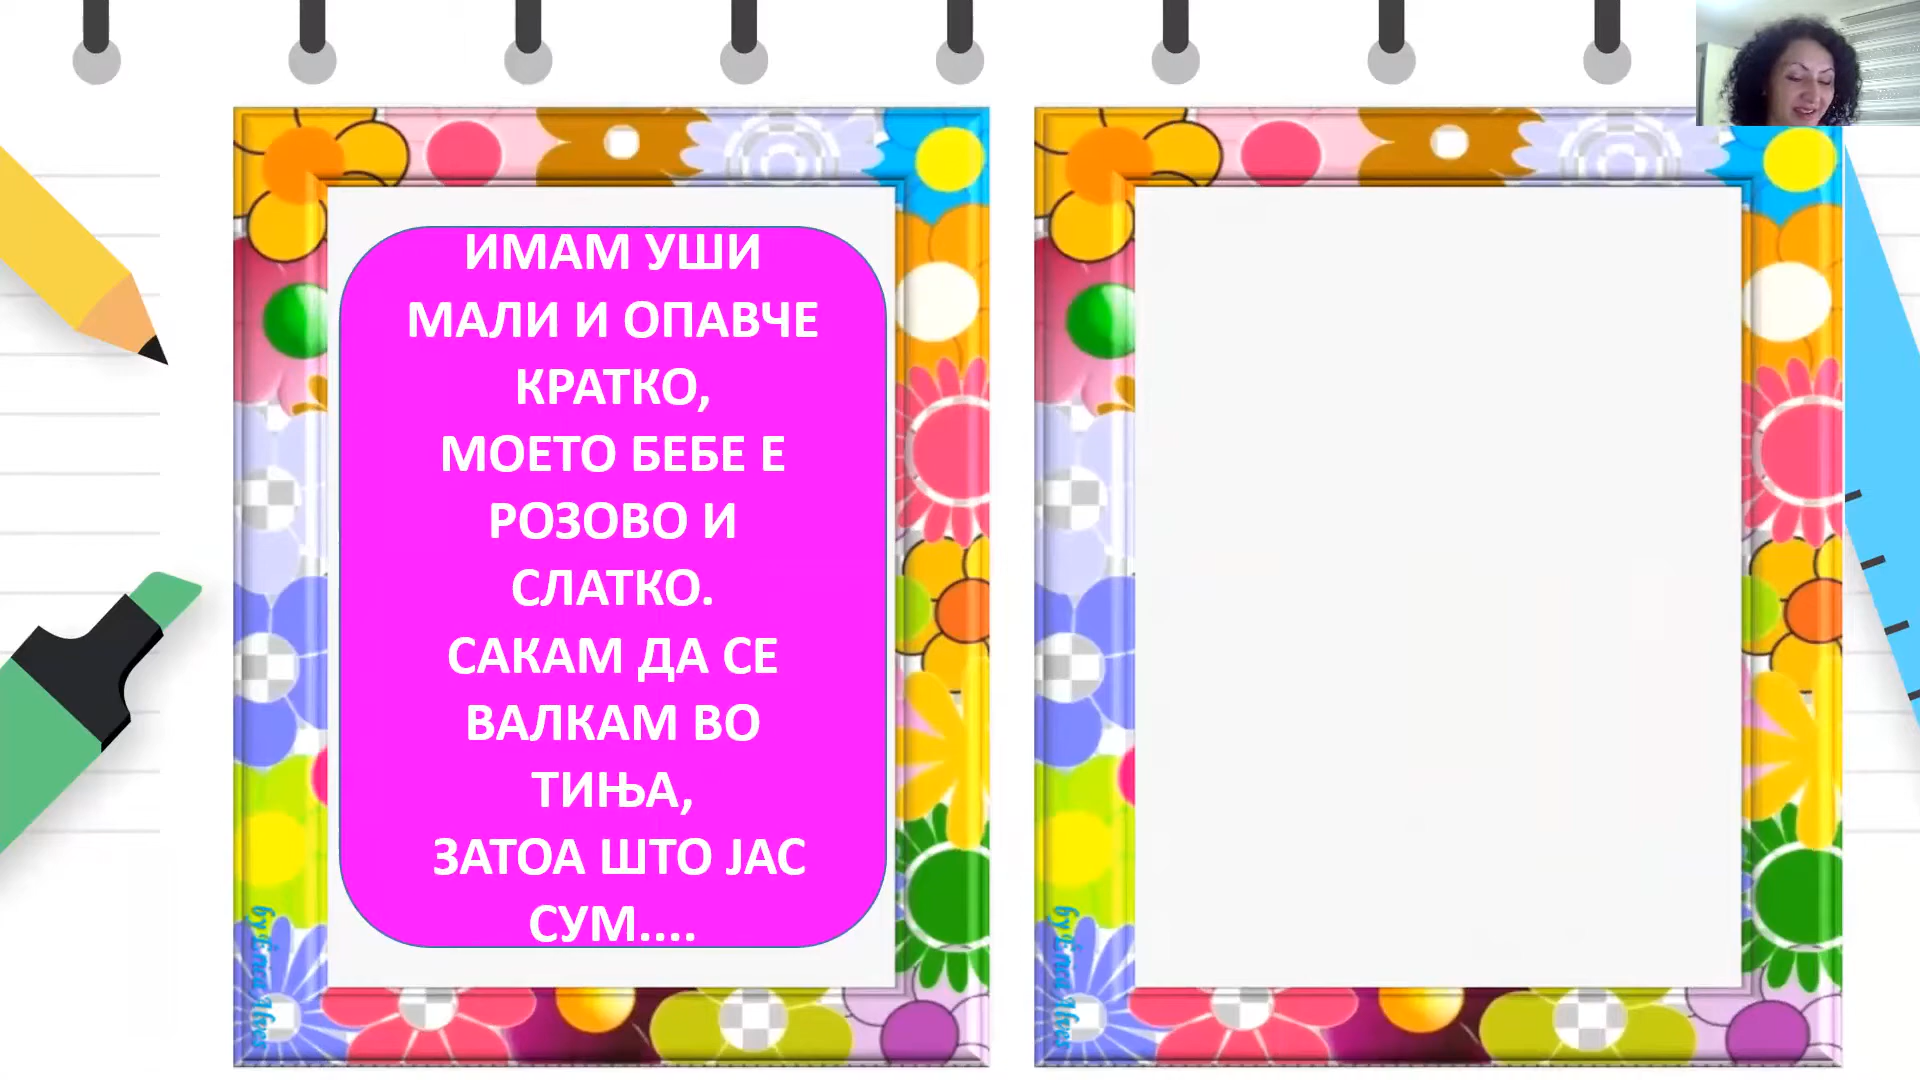 ИМАМ УШИ
МАЛИ И ОПАВЧЕ
КРАТКО,
МОЕТО БЕБЕ Е
РОЗОВО И
СЛАТКО.
САКАМ ДА СЕ
ВАЛКАМ ВО
ТИЊА,
ЗАТОА ШТО ЈАС
СУМ....